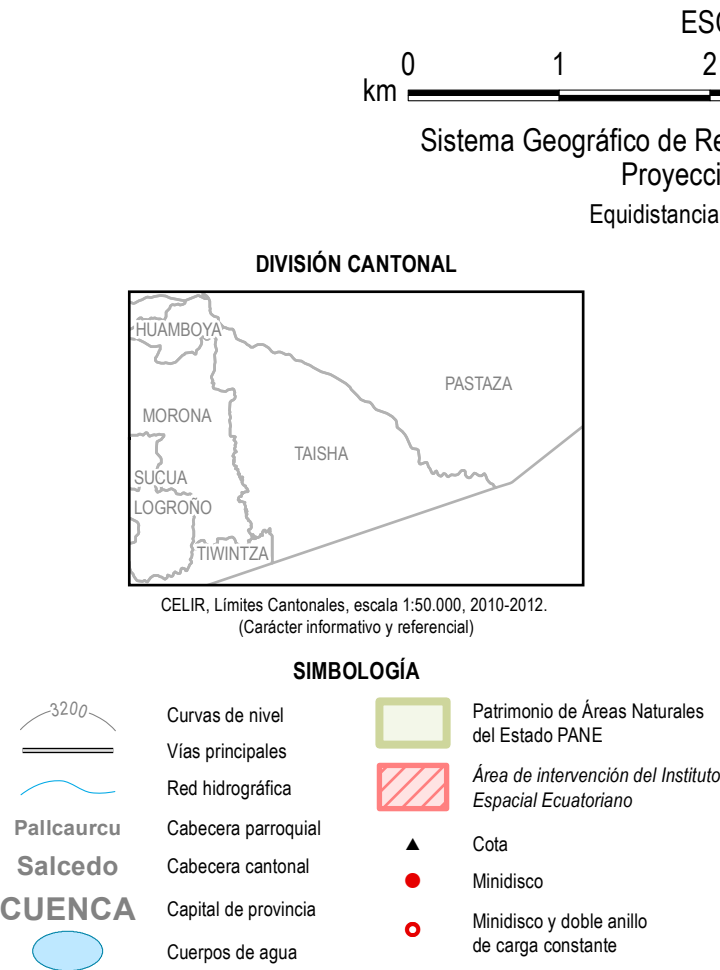 ESC
0 1 2
km
Sistema Geográfico de Re
Proyecci
Equidistancia
DIVISIÓN CANTONAL
HUAMBOYA
PASTAZA
MORONA
TAISHA
SUCUA
LOGROÑO
TIWINTZA
CELIR, Límites Cantonales, escala 1:50.000, 2010-2012.
(Carácter informativo y referencial)
SIMBOLOGÍA
3200
Curvas de nivel
Vías principales
Red hidrográfica
Pallcaurcu Cabecera parroquial
Salcedo Cabecera cantonal
CUENCA Capital de provincia
Cuerpos de agua
Patrimonio de Áreas Naturales
del Estado PANE
Área de intervención del Instituto
Espacial Ecuatoriano
Cota
Minidisco
Minidisco y doble anillo
de carga constante